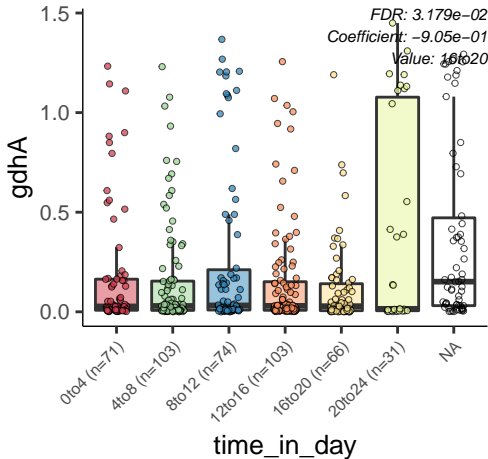 FDR: 3.179e−02
Coefficient: −9.05e−01
Value: 16to20
1.5
1.0
0.5
0.0
gdhA
0to4 (n=71)
4to8 (n=103)
8to12 (n=74)
12to16 (n=103)
16to20 (n=66)
20to24 (n=31)
NA
time_in_day